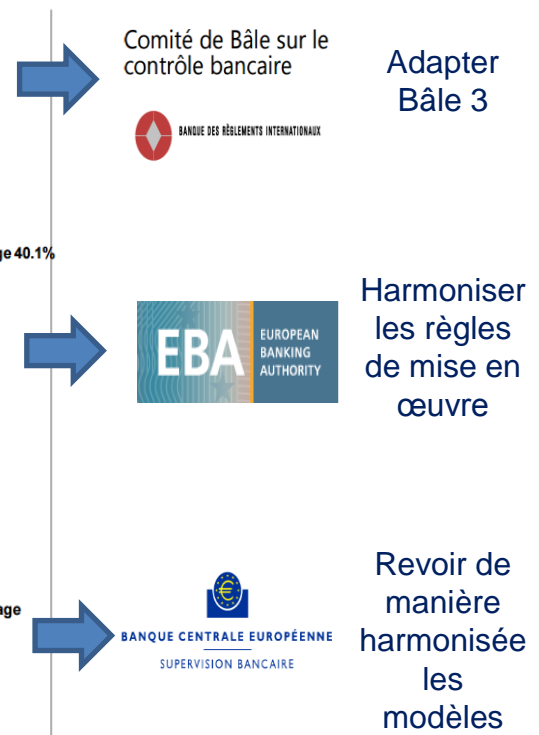 Comité de Bâle sur le
contrôle bancaire
BANQUE DES RÈGLEMENTS INTERNATIONAUX
Adapter
Bâle 3
ge 40.1%
EBA
EUROPEAN
BANKING
AUTHORITY
Harmoniser
les règles
de mise en
œuvre
age
BANQUE CENTRALE EUROPÉENNE
SUPERVISION BANCAIRE
Revoir de
manière
harmonisée
les
modèles